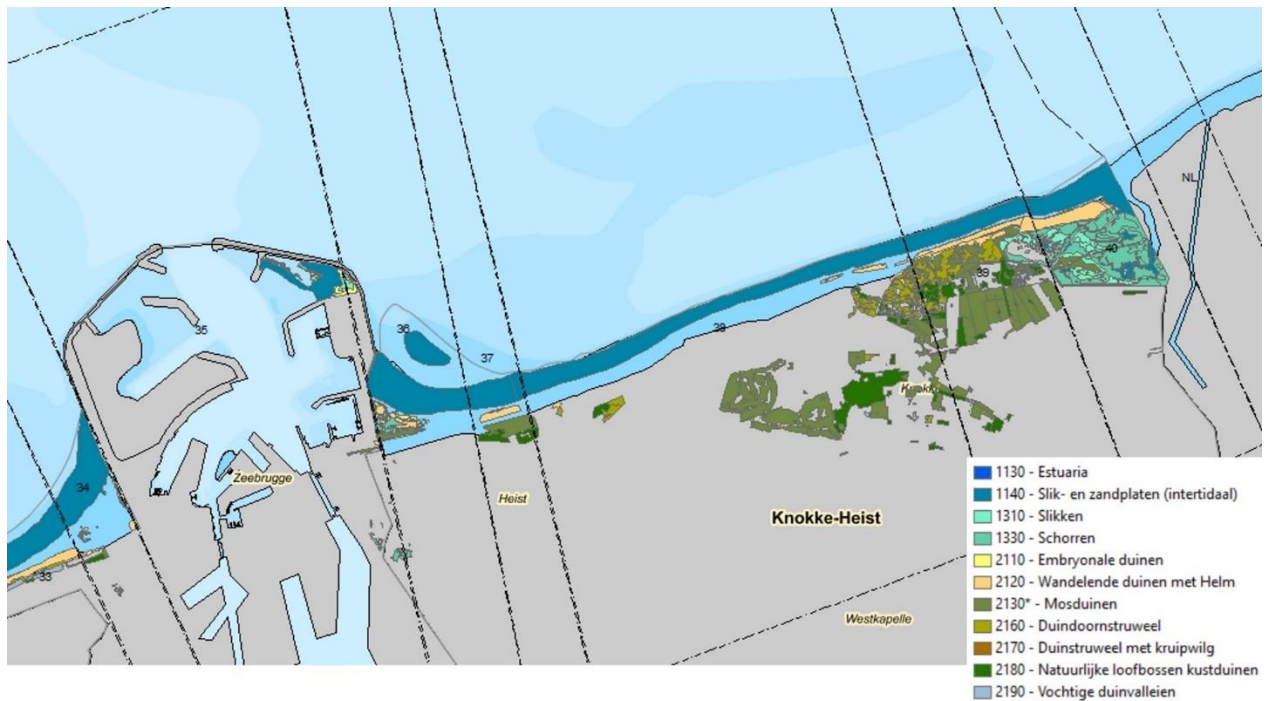 NL
40
39
38
35
36
37
Knokke
34
Zeebrugge
Heist
Knokke-Heist
33
Westkapelle
1130 - Estuaria
1140 - Slik- en zandplaten (intertidaal)
1310 - Slikken
1330 - Schorren
2110 - Embryonale duinen
2120 - Wandelende duinen met Helm
2130* - Mosduinen
2160 - Duindoornstruweel
2170 - Duinstruweel met kruipwilg
2180 - Natuurlijke loofbossen kustduinen
2190 - Vochtige duinvalleien